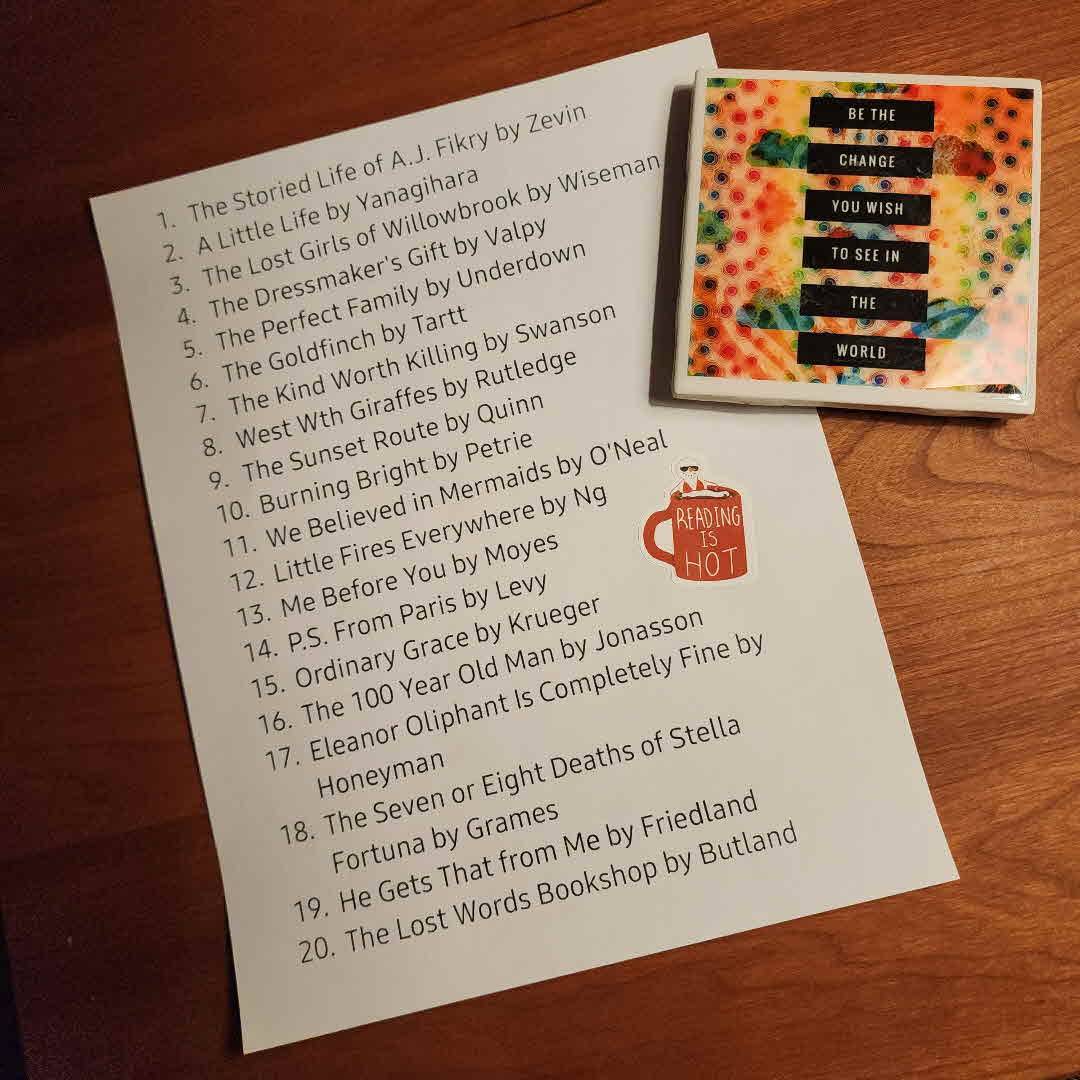 1. The Storied Life of A.J. Fikry by Zevin
2. A Little Life by Yanagihara
3. The Lost Girls of Willowbrook by Wiseman
4. The Dressmaker's Gift by Valpy
5. The Perfect Family by Underdown
6. The Goldfinch by Tartt
7. The Kind Worth Killing by Swanson
8. West Wth Giraffes by Rutledge
9. The Sunset Route by Quinn
10. Burning Bright by Petrie
11. We Believed in Mermaids by O'Neal
12. Little Fires Everywhere by Ng
13. Me Before You by Moyes
14. P.S. From Paris by Levy
15. Ordinary Grace by Krueger
16. The 100 Year Old Man by Jonasson
17. Eleanor Oliphant Is Completely Fine by
Honeyman
18. The Seven or Eight Deaths of Stella
Fortuna by Grames
19. He Gets That from Me by Friedland
20. The Lost Words Bookshop by Butland
BE THE
CHANGE
YOU WISH
TO SEE IN
THE
WORLD
READING
IS
HOT